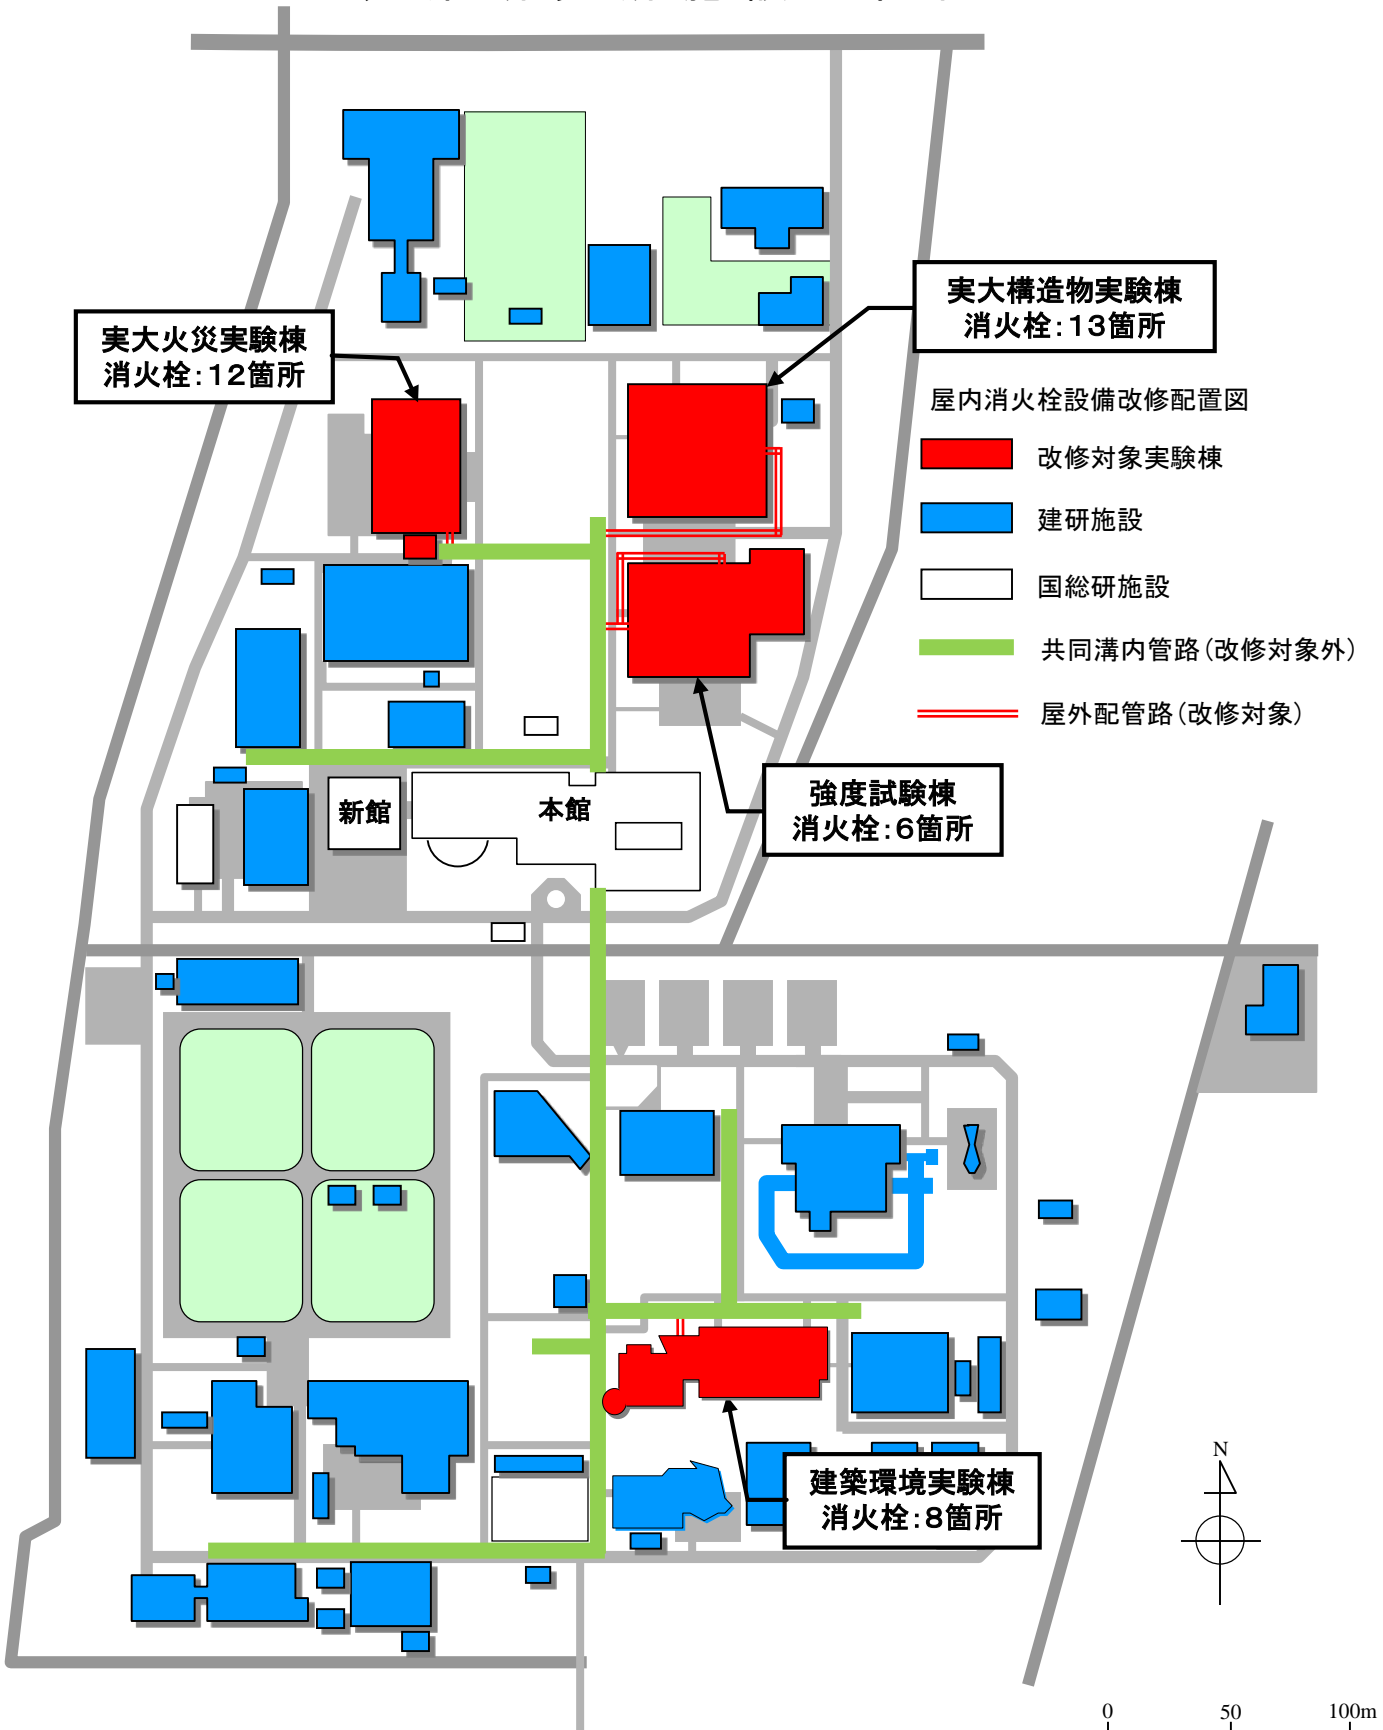 実大構造物実験棟
消火栓:13箇所
実大火災実験棟
消火栓:12箇所
屋内消火栓設備改修配置図
改修対象実験棟
建研施設
国総研施設
共同溝内管路(改修対象外)
屋外配管路(改修対象)
強度試験棟
消火栓:6箇所
新館
本館
建築環境実験棟
消火栓:8箇所
N
0 50 100m